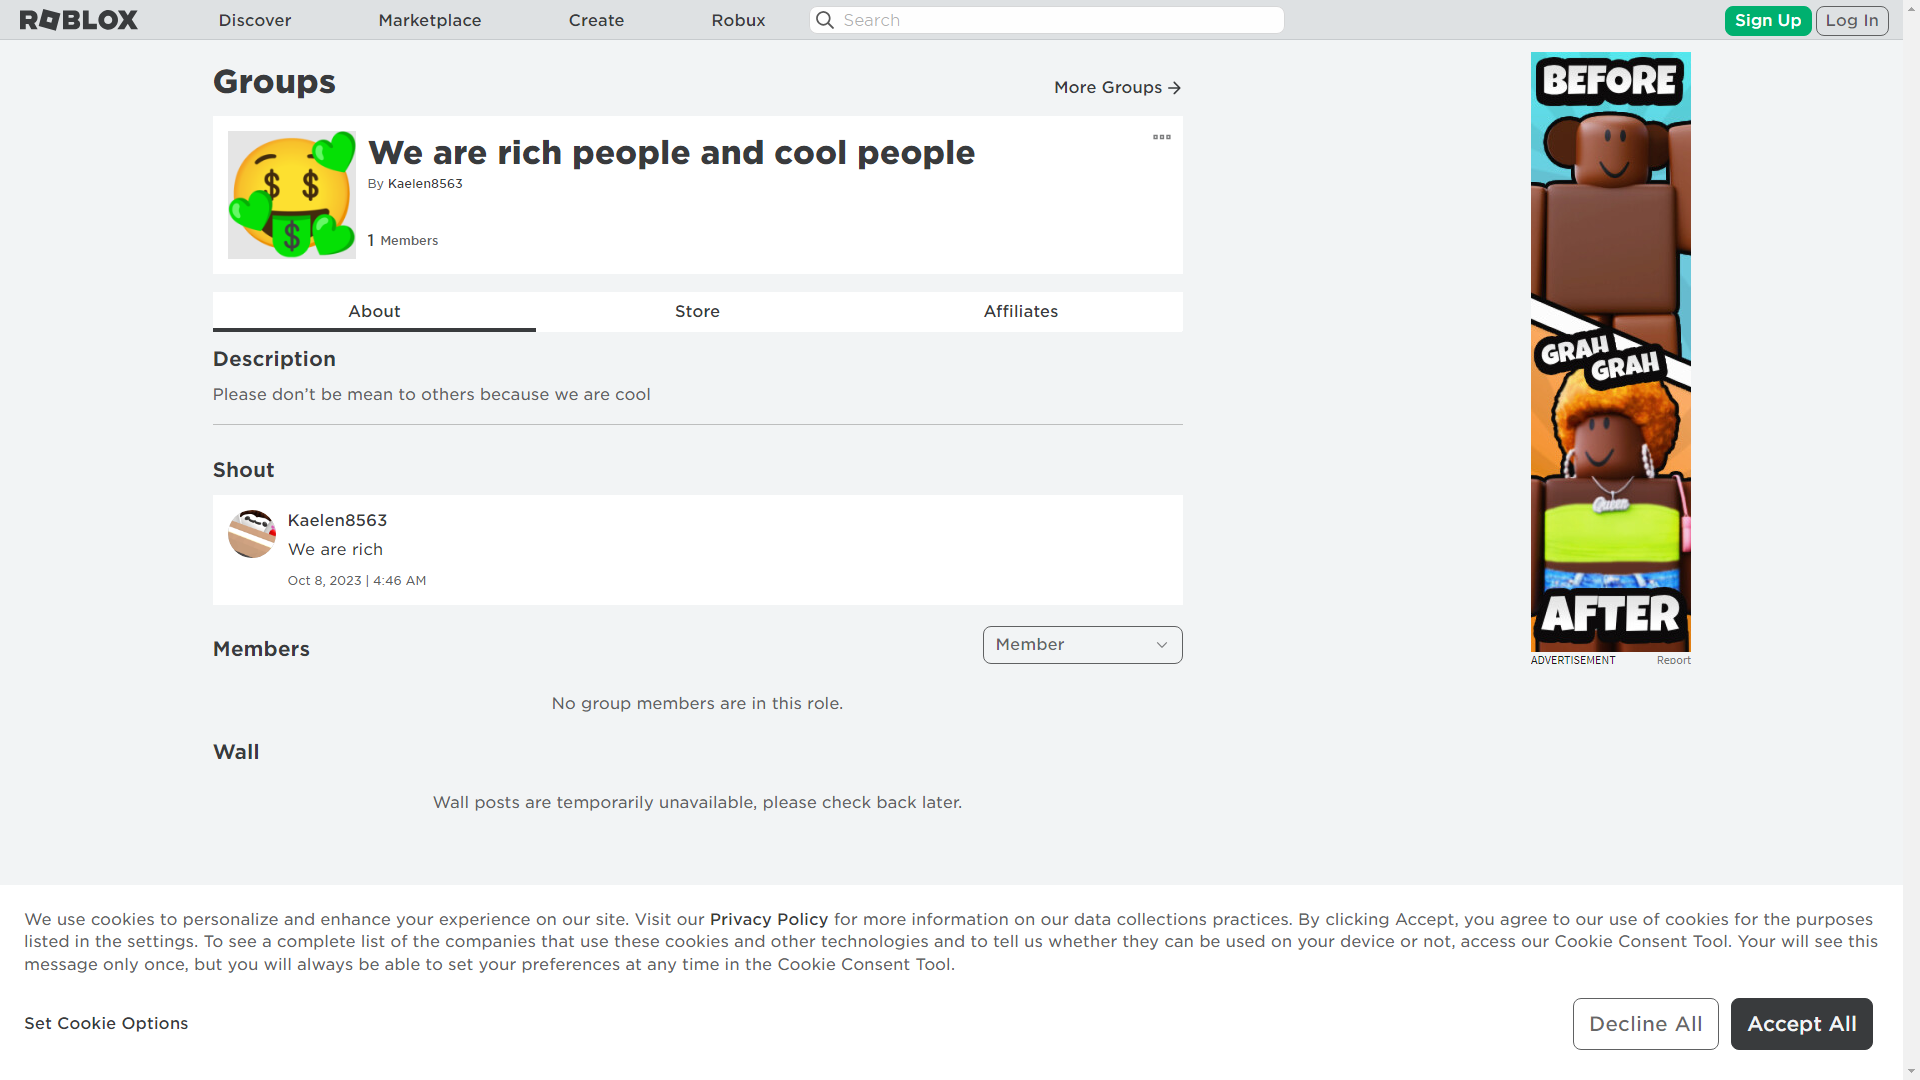 ROBLOX
Discover
Marketplace
Create
Robux
Search
Sign Up
Log In
Groups
More Groups
We are rich people and cool people
By Kaelen8563
1 Members
About
Store
Affiliates
Description
Please don’t be mean to others because we are cool
Shout
Kaelen8563
We are rich
Oct 8, 2023 | 4:46 AM
Members
Member
No group members are in this role.
Wall
Wall posts are temporarily unavailable, please check back later.
BEFORE
GRAH
GRAH
Queen
AFTER
ADVERTISEMENT
Report
We use cookies to personalize and enhance your experience on our site. Visit our Privacy Policy for more information on our data collections practices. By clicking Accept, you agree to our use of cookies for the purposes
listed in the settings. To see a complete list of the companies that use these cookies and other technologies and to tell us whether they can be used on your device or not, access our Cookie Consent Tool. Your will see this
message only once, but you will always be able to set your preferences at any time in the Cookie Consent Tool.
Set Cookie Options
Decline All
Accept All